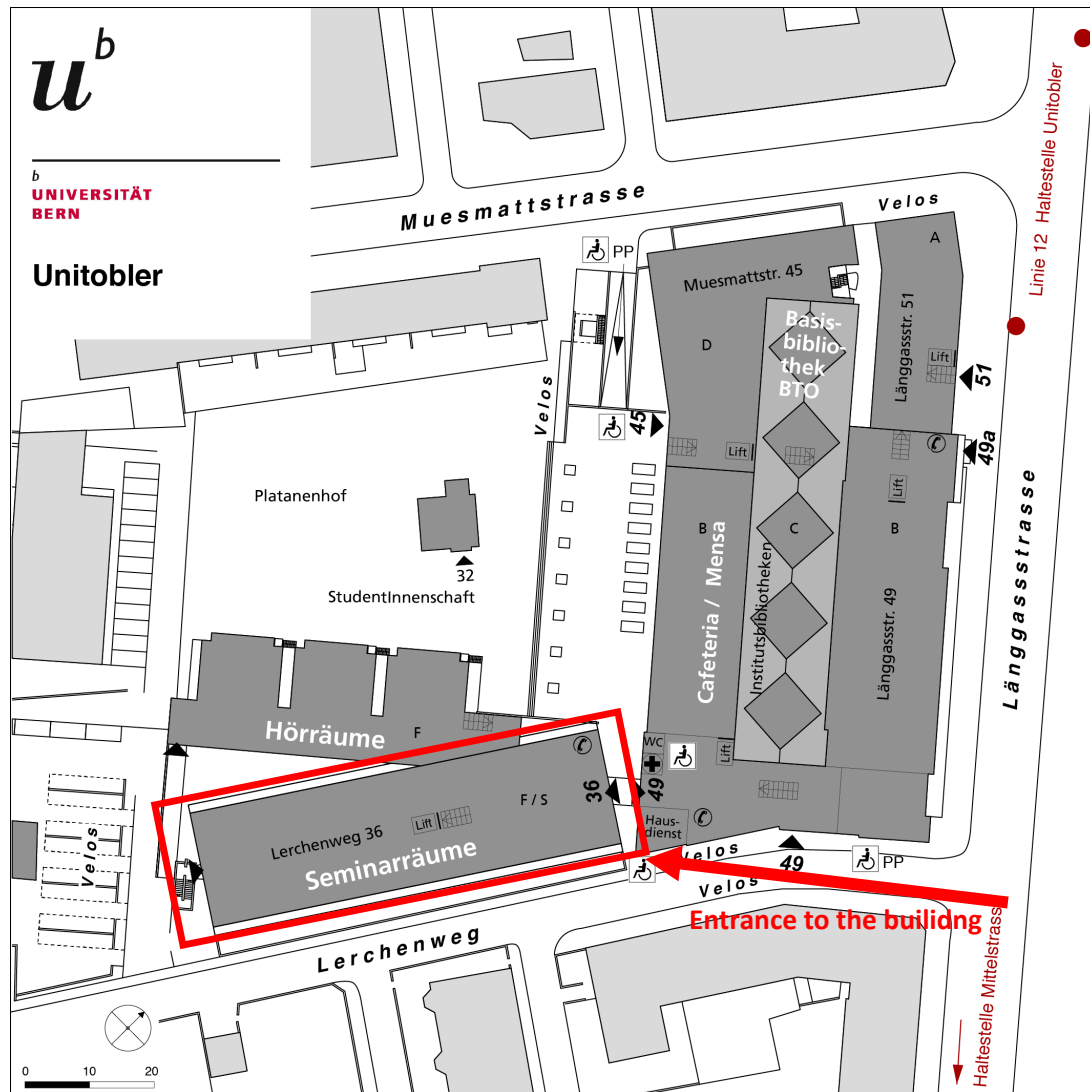 u^b
b
UNIVERSITÄT
BERN
Unitobler
Muesmattstrasse
Velos
Linie 12 Haltestelle Unitobler
PP
A
Muesmattstr. 45
Basis-
biblio-
thek
BTO
D
Länggassstr. 51
Lift
51
Velos
45
49a
Lift
Lift
Platanenhof
32
StudentInnenschaft
B
C
B
Cafeteria / Mensa
Institutsbibliotheken
Länggassstr. 49
Länggassstrasse
Hörräume
F
WC
Lift
F / S
36
49
Lerchenweg 36
Lift
Seminarräume
Haus-
dienst
Velos
49
PP
Velos
Velos
Entrance to the builidng
Lerchenweg
Haltestelle Mittelstrass
0 10 20